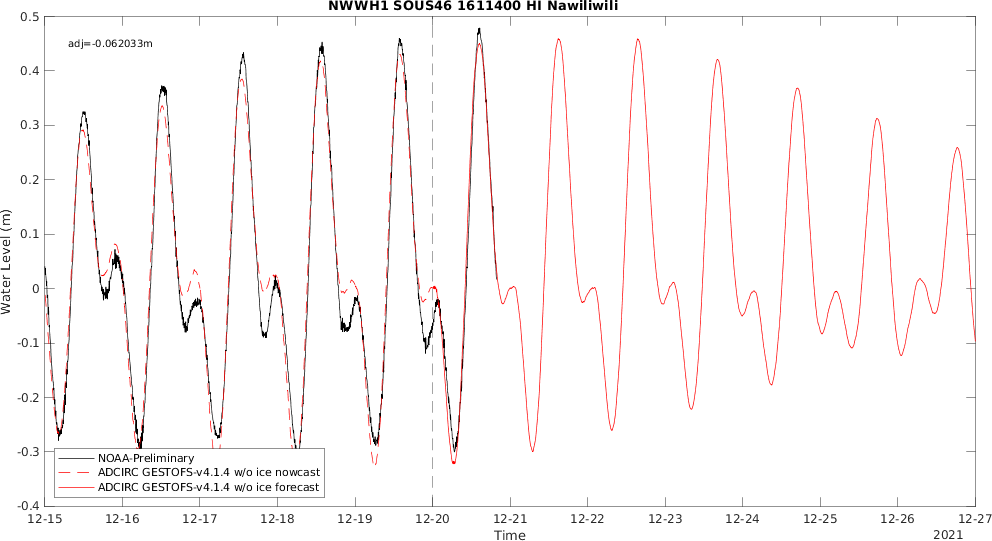 NWWH1 SOUS46 1611400 HI Nawiliwili
adj=-0.062033m
0.5
0.4
0.3
0.2
0.1
0
-0.1
-0.2
-0.3
-0.4
Water Level (m)
NOAA-Preliminary
ADCIRC GESTOFS-v4.1.4 w/o ice nowcast
ADCIRC GESTOFS-v4.1.4 w/o ice forecast
12-15 12-16 12-17 12-18 12-19 12-20 12-21 12-22 12-23 12-24 12-25 12-26 12-27
Time
2021